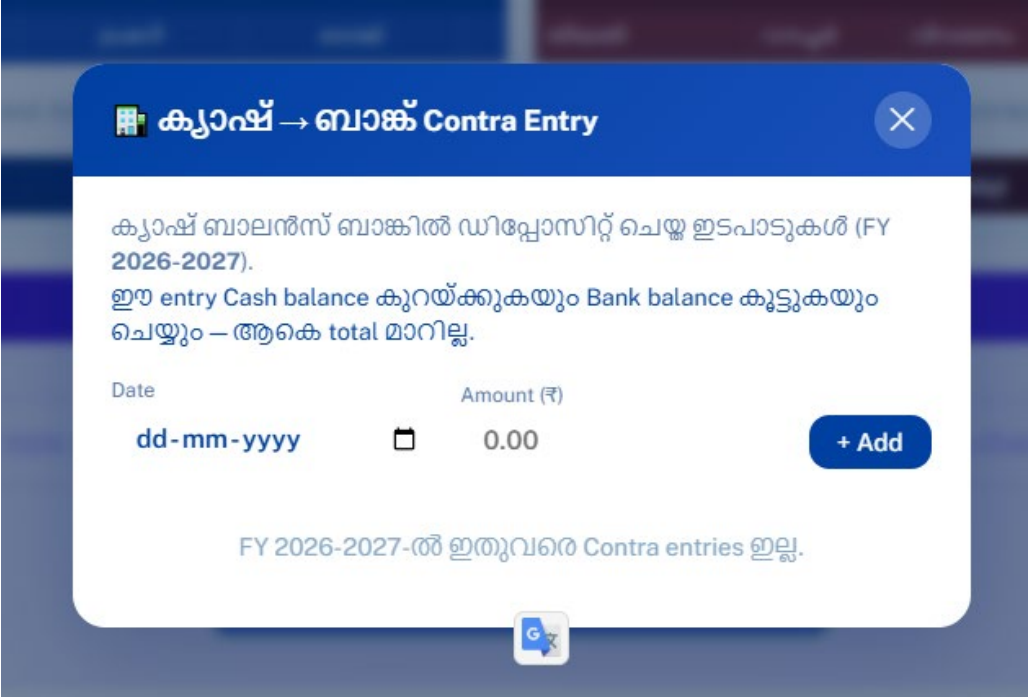 ക്യാഷ് → ബാങ്ക് Contra Entry
ക്യാഷ് ബാലൻസ് ബാങ്കിൽ ഡിപ്പോസിറ്റ് ചെയ്ത ഇടപാടുകൾ (FY
2026-2027).
ഈ entry Cash balance കുറയ്ക്കുകയും Bank balance കൂട്ടുകയും
ചെയ്യും — ആകെ total മാറില്ല.
Date
Amount (₹)
dd-mm-yyyy
0.00
+ Add
FY 2026-2027-ൽ ഇതുവരെ Contra entries ഇല്ല.